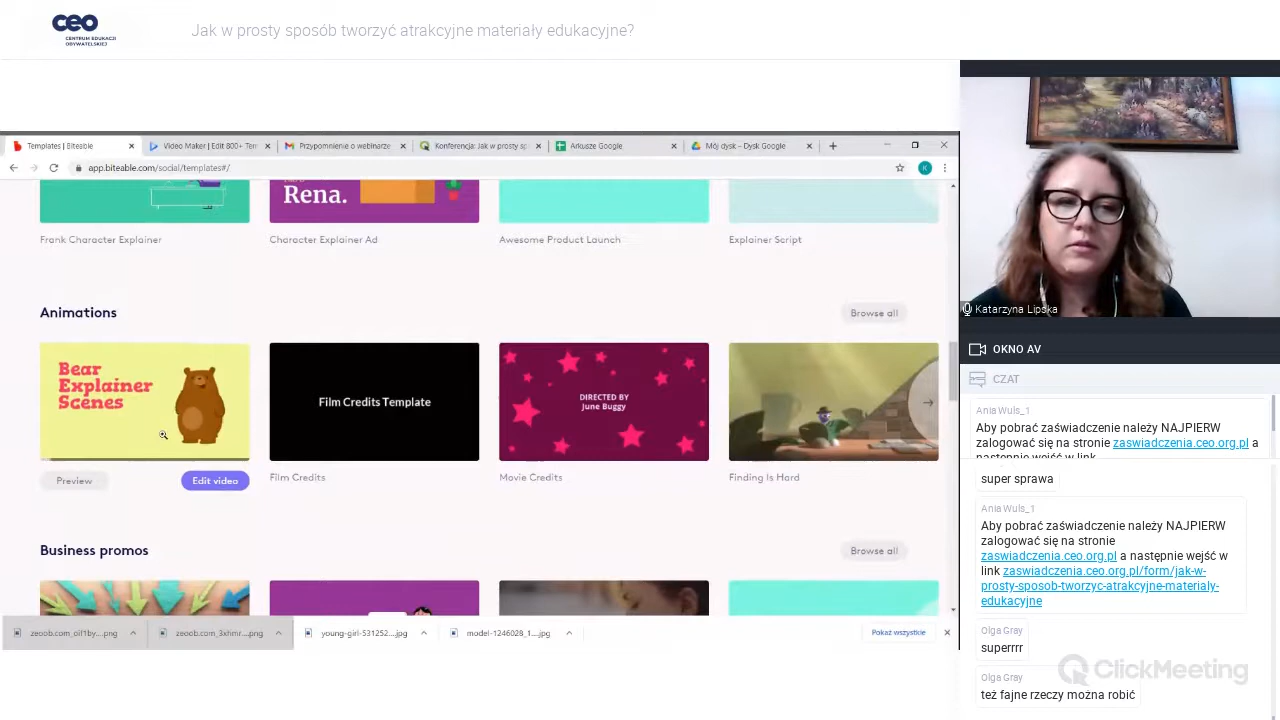 ceo
CENTRUM EDUKACJI
OBYWATELSKIEJ
Jak w prosty sposób tworzyć atrakcyjne materiały edukacyjne?
Templates | Biteable
Video Maker | Edit 800+ Tem
Przypomnienie o webinarze
Konferencja: Jak w prosty sp
Arkusze Google
Mój dysk – Dysk Google
app.biteable.com/social/templates#/
K
Rena.
Frank Character Explainer
Character Explainer Ad
Awesome Product Launch
Explainer Script
Animations
Browse all
Bear
Explainer
Scenes
Film Credits Template
DIRECTED BY
June Buggy
Preview
Edit video
Film Credits
Movie Credits
Finding Is Hard
Business promos
Browse all
zeoob.com_oif1by....png
zeoob.com_3xhmr....png
young-girl-531252....jpg
model-1246028_1....jpg
Pokaż wszystkie
Katarzyna Lipska
OKNO AV
CZAT
Ania Wuls_1
Aby pobrać zaświadczenie należy NAJPIERW
zalogować się na stronie zaswiadczenia.ceo.org.pl a
następnie wejść w link
super sprawa
Ania Wuls_1
Aby pobrać zaświadczenie należy NAJPIERW
zalogować się na stronie
zaswiadczenia.ceo.org.pl a następnie wejść w
link zaswiadczenia.ceo.org.pl/form/jak-w-
prosty-sposob-tworzyc-atrakcyjne-materialy-
edukacyjne
Olga Gray
superrrr
ClickMeeting
Olga Gray
też fajne rzeczy można robić